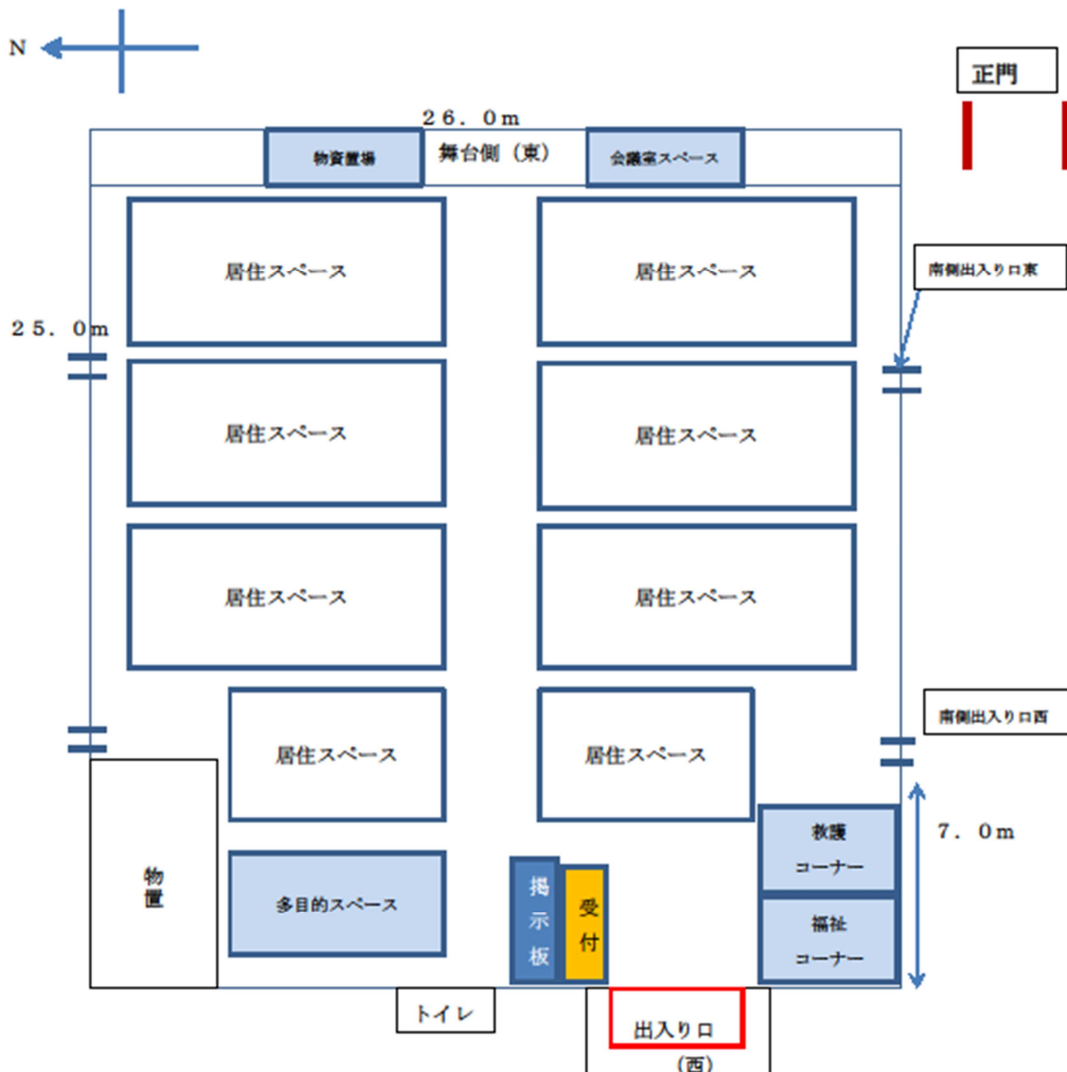 N
正門
26.0m
物資置場
舞台側(東)
会議室スペース
居住スペース
居住スペース
南側出入り口東
25.0m
居住スペース
居住スペース
居住スペース
居住スペース
南側出入り口西
居住スペース
居住スペース
救護
コーナー
7.0m
物置
多目的スペース
掲示板
受付
福祉
コーナー
トイレ
出入り口
(西)